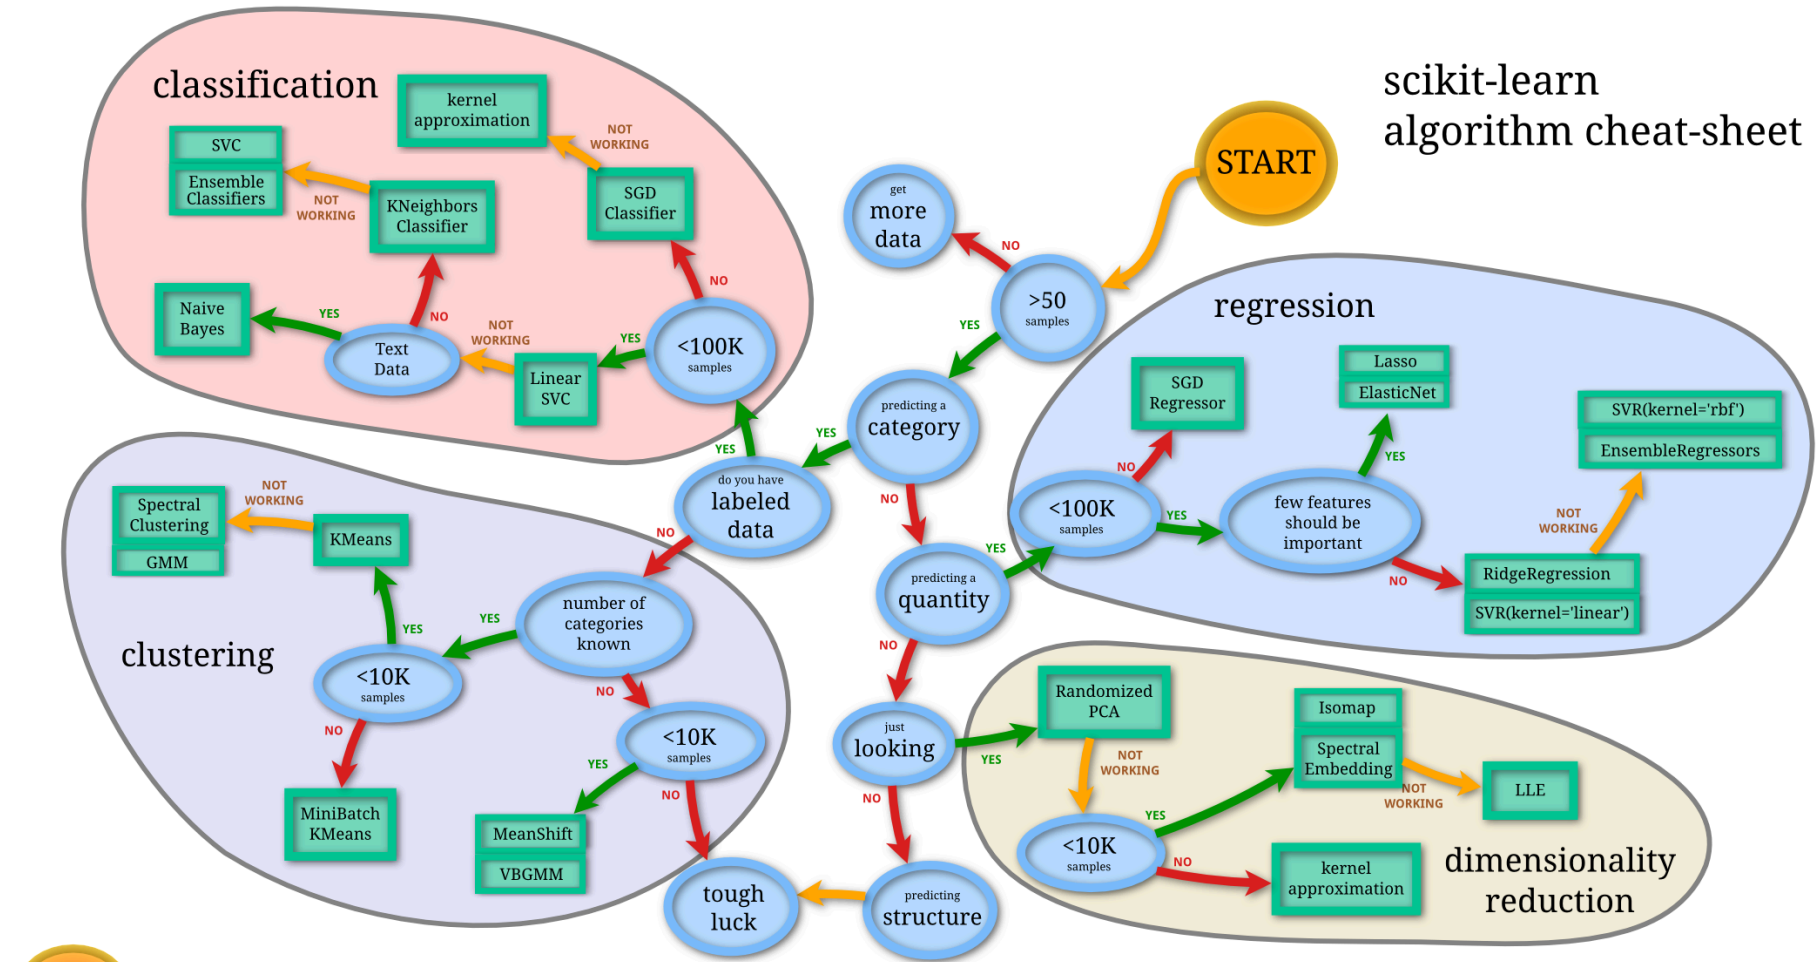 scikit-learn
algorithm cheat-sheet
START
classification
kernel
approximation
NOT
WORKING
SVC
Ensemble
Classifiers
NOT
WORKING
KNeighbors
Classifier
SGD
Classifier
NO
Naive
Bayes
YES
NO
Text
Data
NOT
WORKING
Linear
SVC
YES
<100K
samples
YES
get
more
data
NO
>50
samples
YES
predicting a
category
YES
NO
do you have
labeled
data
NO
predicting a
quantity
YES
NO
just
looking
YES
NO
predicting
structure
tough
luck
regression
SGD
Regressor
NO
<100K
samples
YES
Lasso
ElasticNet
YES
few features
should be
important
NO
SVR(kernel='rbf')
EnsembleRegressors
NOT
WORKING
RidgeRegression
SVR(kernel='linear')
clustering
Spectral
Clustering
GMM
NOT
WORKING
KMeans
YES
<10K
samples
YES
number of
categories
known
NO
NO
MiniBatch
KMeans
<10K
samples
YES
NO
MeanShift
VBGMM
dimensionality
reduction
Randomized
PCA
NOT
WORKING
<10K
samples
YES
NO
Isomap
Spectral
Embedding
NOT
WORKING
LLE
kernel
approximation